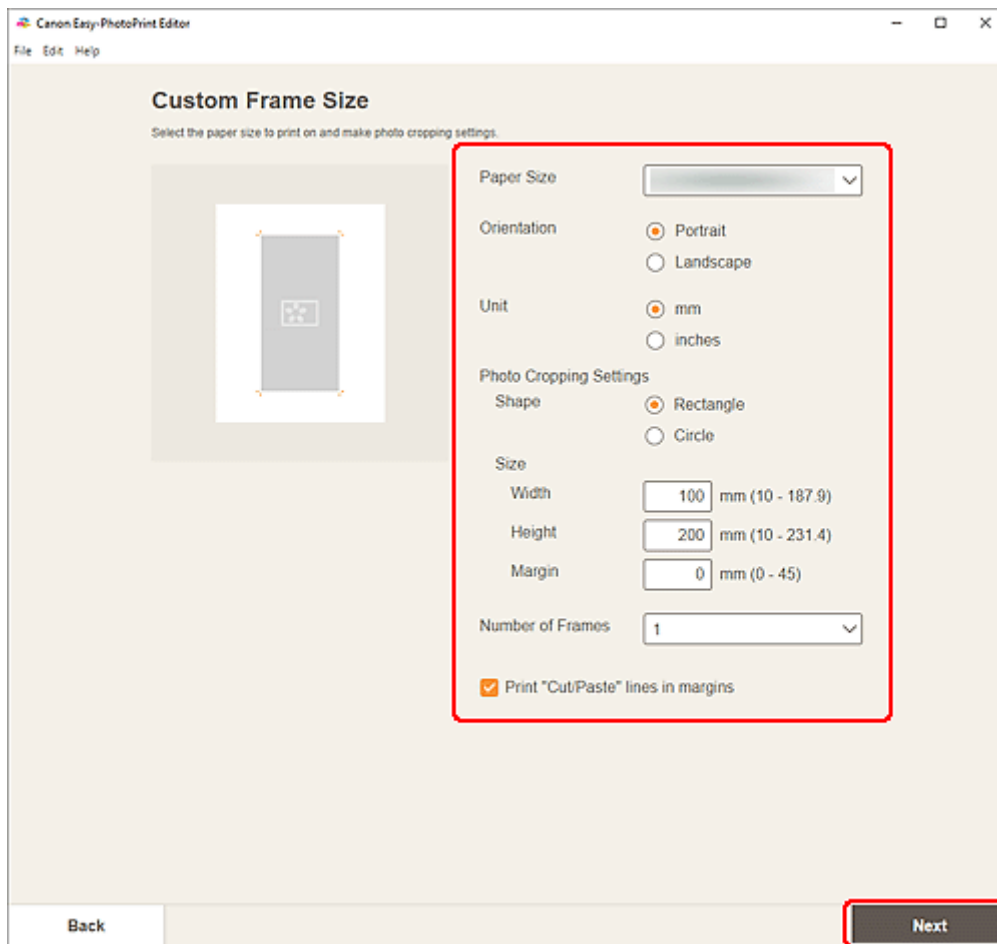 Canon Easy-PhotoPrint Editor
File Edit Help
Custom Frame Size
Select the paper size to print on and make photo cropping settings.
Paper Size
Orientation
Portrait
Landscape
Unit
mm
inches
Photo Cropping Settings
Shape
Rectangle
Circle
Size
Width 100 mm (10 - 187.9)
Height 200 mm (10 - 231.4)
Margin 0 mm (0 - 45)
Number of Frames 1
Print "Cut/Paste" lines in margins
Back Next